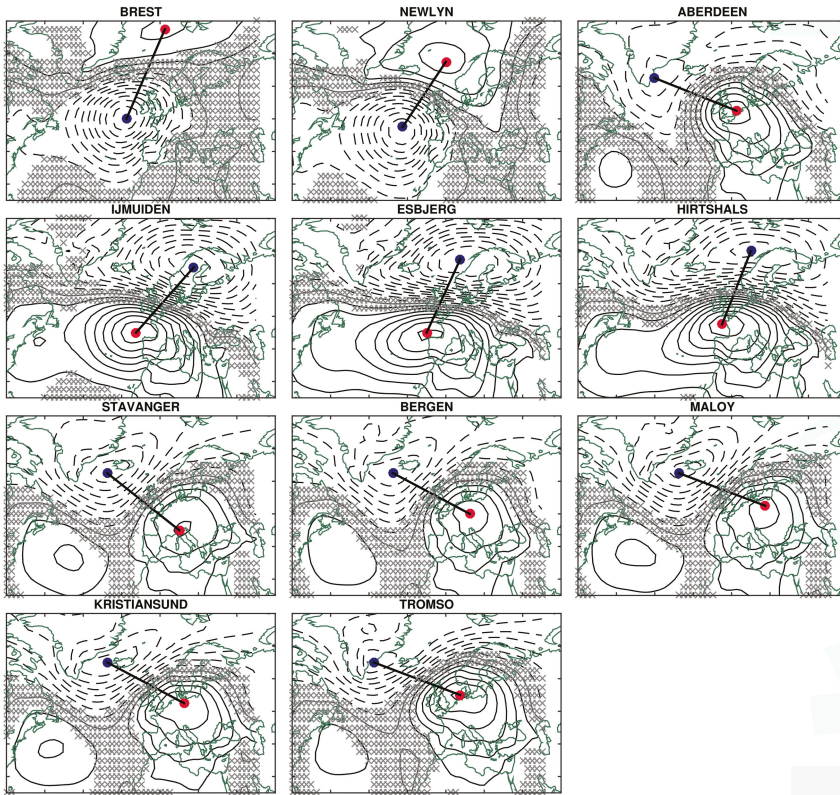 BREST
NEWLYN
ABERDEEN
IJMUIDEN
ESBJERG
HIRTSHALS
STAVANGER
BERGEN
MALOY
KRISTIANSUND
TROMSO